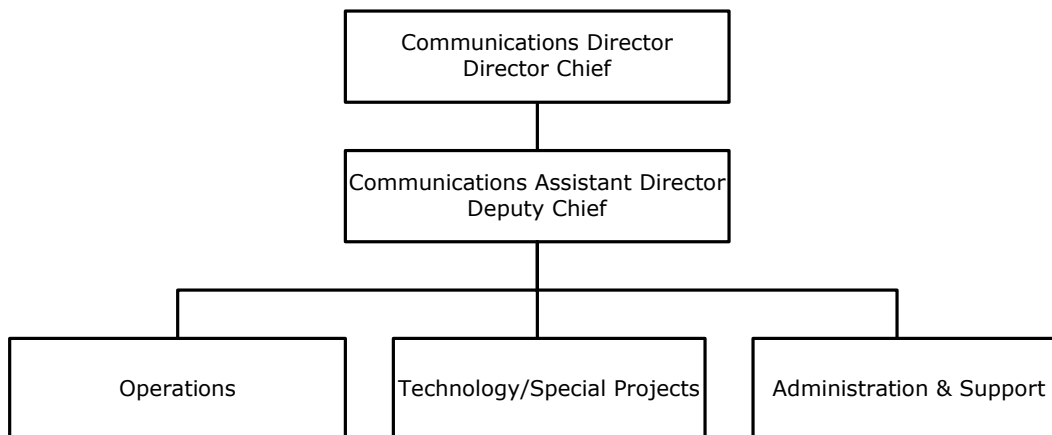 Communications Director
Director Chief
Communications Assistant Director
Deputy Chief
Operations
Technology/Special Projects
Administration & Support